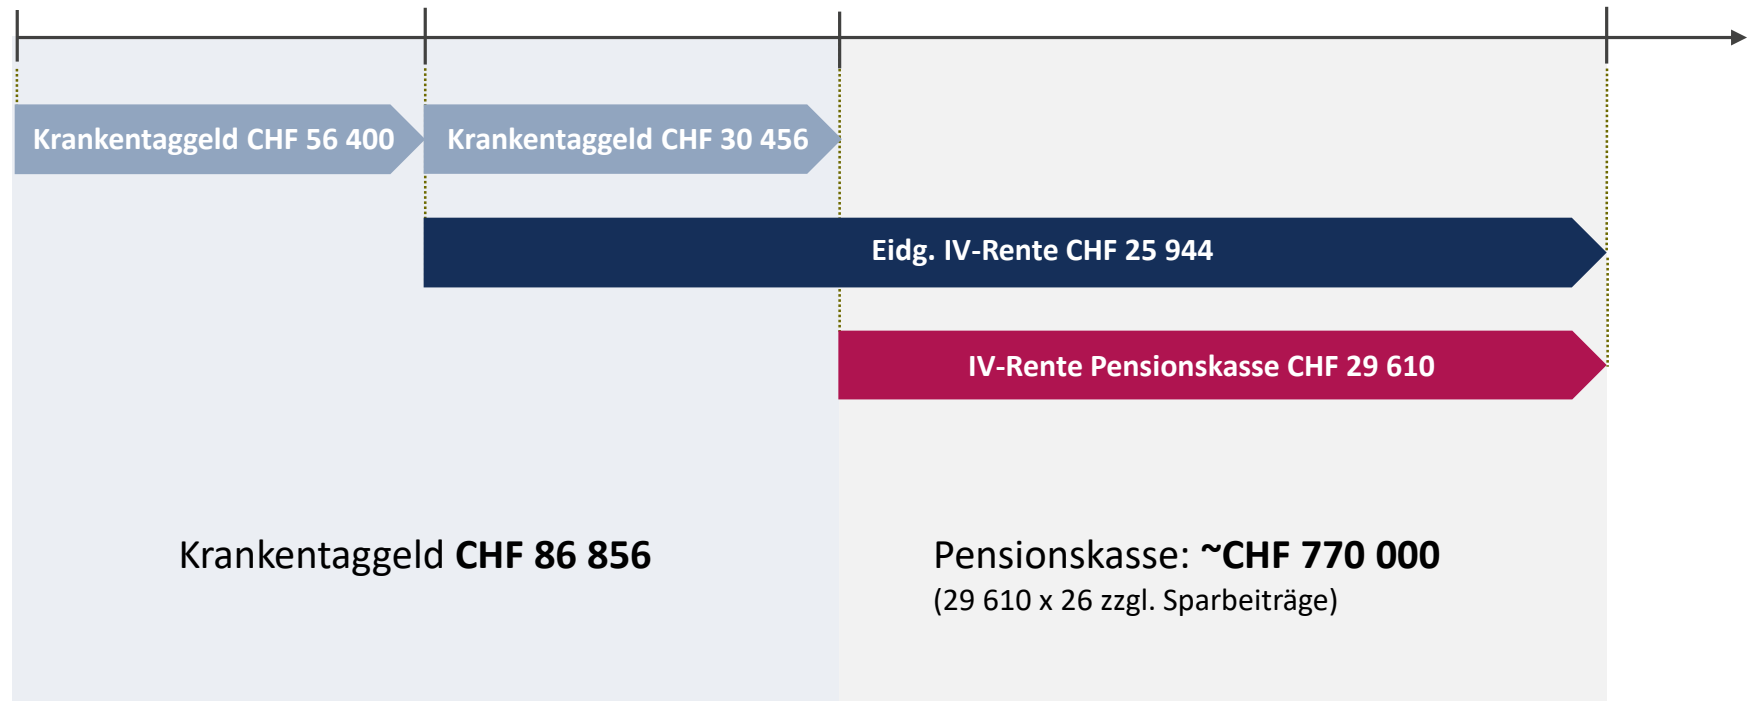 Krankentaggeld CHF 56 400
Krankentaggeld CHF 30 456
Eidg. IV-Rente CHF 25 944
IV-Rente Pensionskasse CHF 29 610
Krankentaggeld CHF 86 856
Pensionskasse: ~CHF 770 000
(29 610 x 26 zzgl. Sparbeiträge)